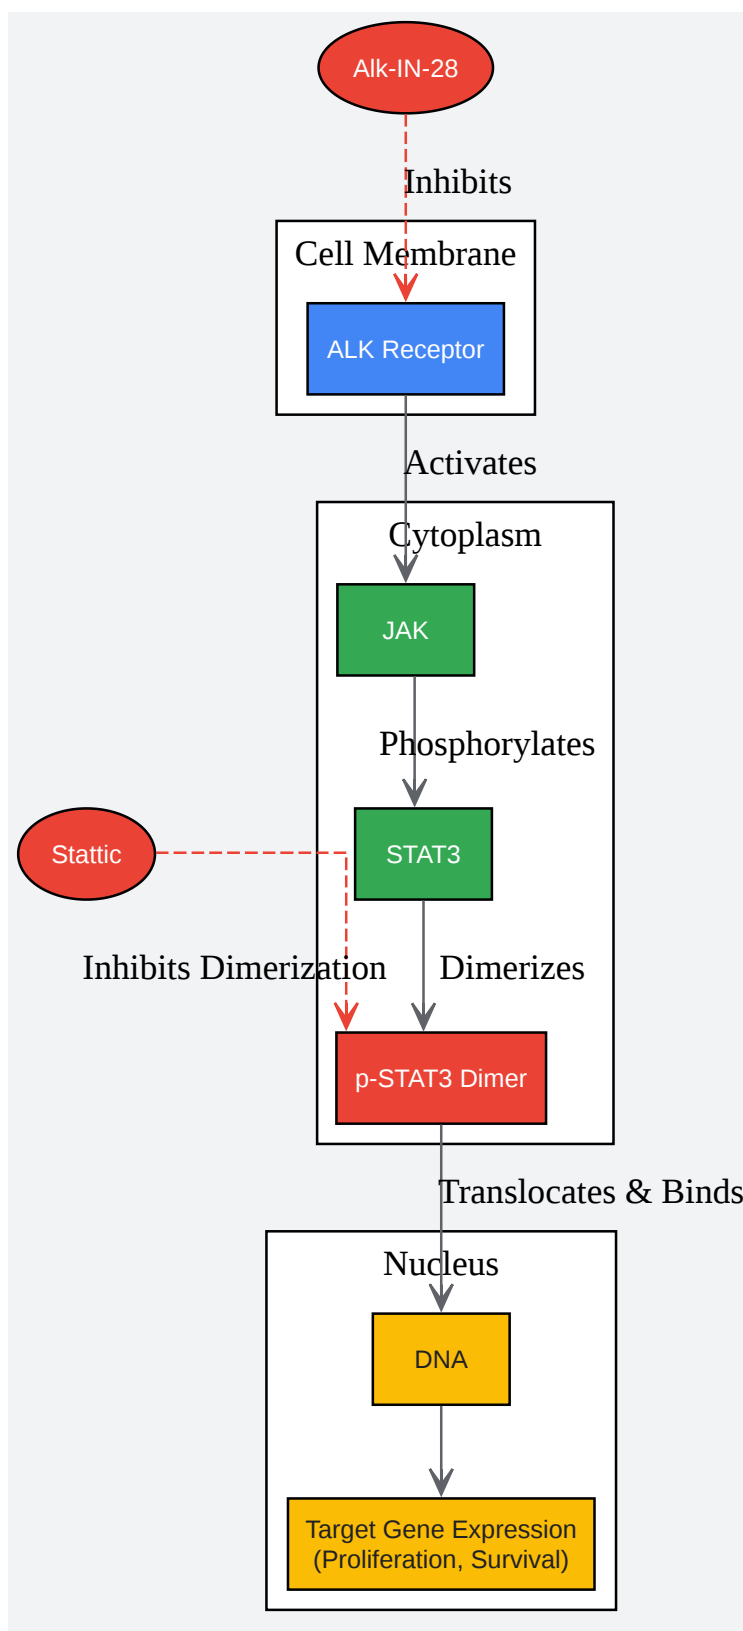 Alk-IN-28
Inhibits
Cell Membrane
ALK Receptor
Activates
Cytoplasm
JAK
Phosphorylates
Stattic
STAT3
Inhibits Dimerization
Dimerizes
p-STAT3 Dimer
Translocates & Binds
Nucleus
DNA
Target Gene Expression
(Proliferation, Survival)